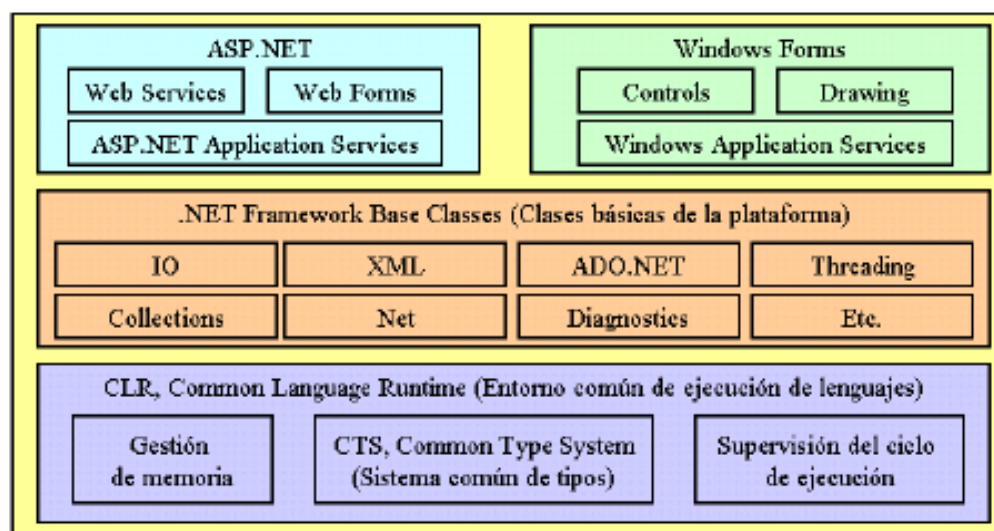 ASP.NET
Web Services
Web Forms
ASP.NET Application Services
Windows Forms
Controls
Drawing
Windows Application Services
.NET Framework Base Classes (Clases básicas de la plataforma)
IO
XML
ADO.NET
Threading
Collections
Net
Diagnostics
Etc.
CLR, Common Language Runtime (Entorno común de ejecución de lenguajes)
Gestión
de memoria
CTS, Common Type System
(Sistema común de tipos)
Supervisión del ciclo
de ejecución